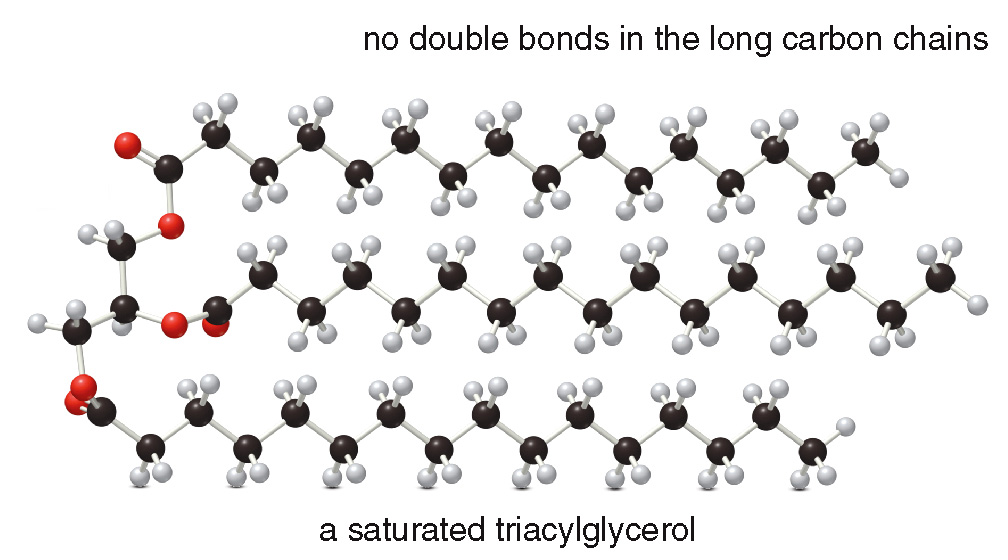 no double bonds in the long carbon chains
a saturated triacylglycerol